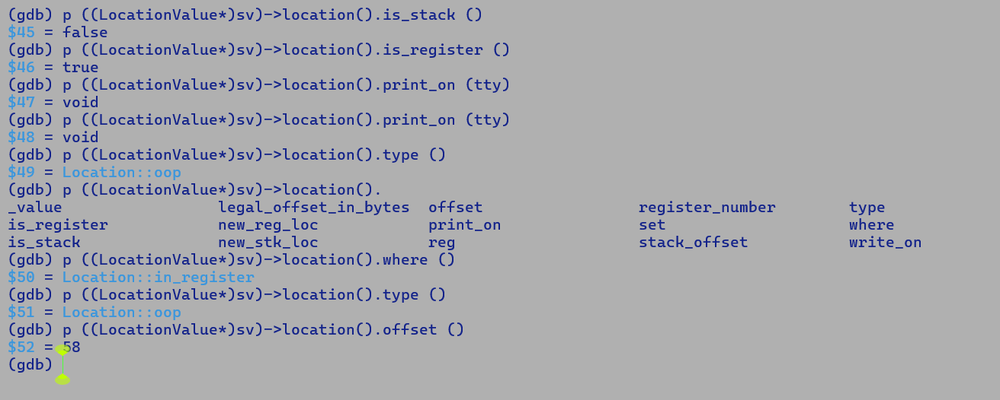 (gdb) p ((LocationValue*)sv)->location().is_stack ()
$45 = false
(gdb) p ((LocationValue*)sv)->location().is_register ()
$46 = true
(gdb) p ((LocationValue*)sv)->location().print_on (tty)
$47 = void
(gdb) p ((LocationValue*)sv)->location().print_on (tty)
$48 = void
(gdb) p ((LocationValue*)sv)->location().type ()
$49 = Location::oop
(gdb) p ((LocationValue*)sv)->location().
_value legal_offset_in_bytes offset register_number type
is_register new_reg_loc print_on set where
is_stack new_stk_loc reg stack_offset write_on
(gdb) p ((LocationValue*)sv)->location().where ()
$50 = Location::in_register
(gdb) p ((LocationValue*)sv)->location().type ()
$51 = Location::oop
(gdb) p ((LocationValue*)sv)->location().offset ()
$52 = 58
(gdb)